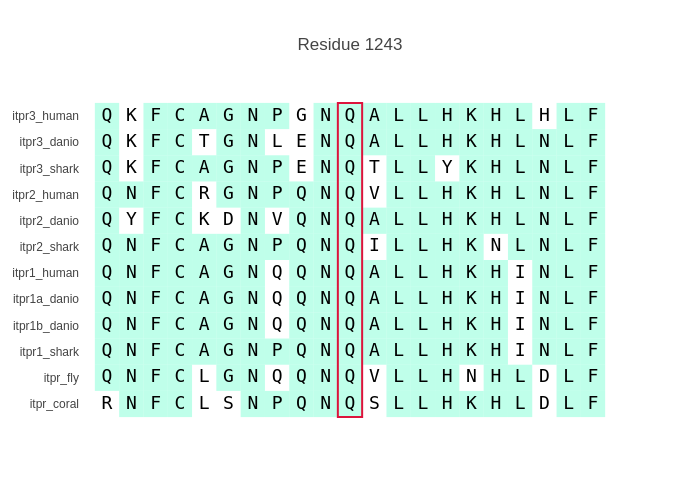 Residue 1243
itpr3_human Q K F C A G N P G N Q A L L H K H L H L F
itpr3_danio Q K F C T G N L E N Q A L L H K H L N L F
itpr3_shark Q K F C A G N P E N Q T L L Y K H L N L F
itpr2_human Q N F C R G N P Q N Q V L L H K H L N L F
itpr2_danio Q Y F C K D N V Q N Q A L L H K H L N L F
itpr2_shark Q N F C A G N P Q N Q I L L H K N L N L F
itpr1_human Q N F C A G N Q Q N Q A L L H K H I N L F
itpr1a_danio Q N F C A G N Q Q N Q A L L H K H I N L F
itpr1b_danio Q N F C A G N Q Q N Q A L L H K H I N L F
itpr1_shark Q N F C A G N P Q N Q A L L H K H I N L F
itpr_fly Q N F C L G N Q Q N Q V L L H N H L D L F
itpr_coral R N F C L S N P Q N Q S L L H K H L D L F